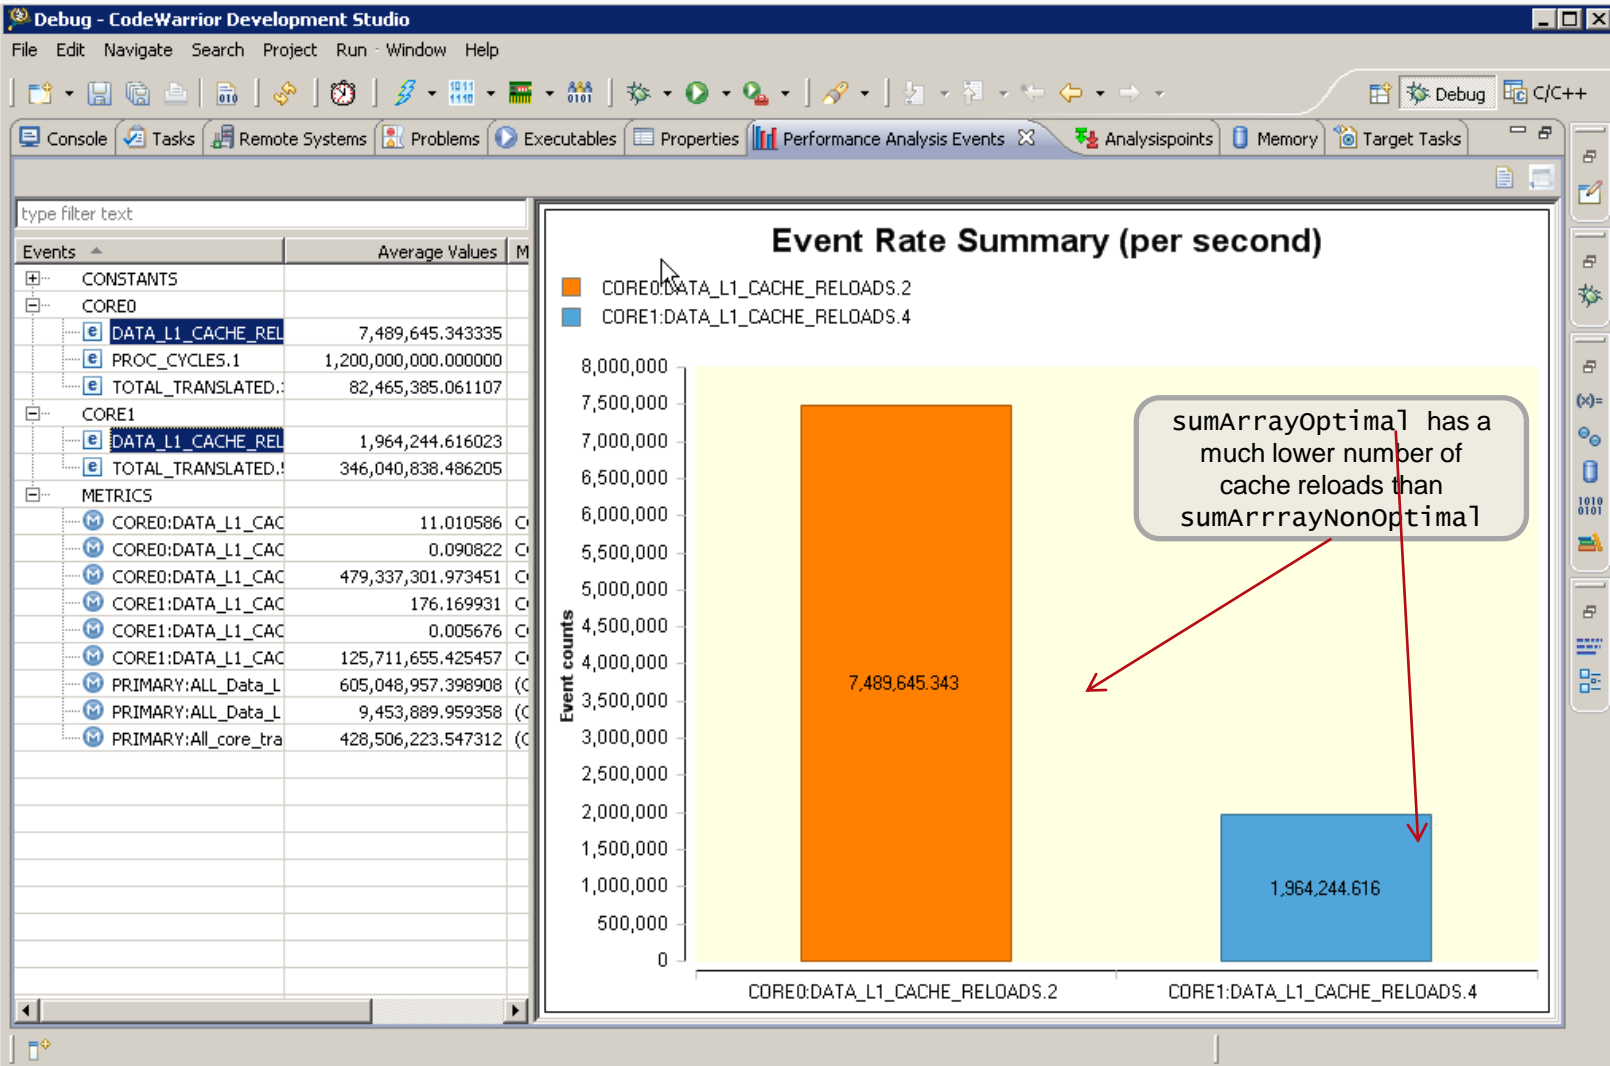 Debug - CodeWarrior Development Studio
File Edit Navigate Search Project Run Window Help
Debug C/C++
Console Tasks Remote Systems Problems Executables Properties Performance Analysis Events Analysispoints Memory Target Tasks
type filter text
Events Average Values M
CONSTANTS
CORE0
DATA_L1_CACHE_REL 7,489,645.343335
PROC_CYCLES.1 1,200,000,000.000000
TOTAL_TRANSLATED. 82,465,385.061107
CORE1
DATA_L1_CACHE_REL 1,964,244.616023
TOTAL_TRANSLATED. 346,040,838.486205
METRICS
CORE0:DATA_L1_CAC 11.010586
CORE0:DATA_L1_CAC 0.090822
CORE0:DATA_L1_CAC 479,337,301.973451
CORE1:DATA_L1_CAC 176.169931
CORE1:DATA_L1_CAC 0.005676
CORE1:DATA_L1_CAC 125,711,655.425457
PRIMARY:ALL_Data_L 605,048,957.398908
PRIMARY:ALL_Data_L 9,453,889.959358
PRIMARY:All_core_tra 428,506,223.547312
Event Rate Summary (per second)
CORE0:DATA_L1_CACHE_RELOADS.2
CORE1:DATA_L1_CACHE_RELOADS.4
Event counts
8,000,000
7,500,000
7,000,000
6,500,000
6,000,000
5,500,000
5,000,000
4,500,000
4,000,000
3,500,000
3,000,000
2,500,000
2,000,000
1,500,000
1,000,000
500,000
0
sumArrayOptimal has a
much lower number of
cache reloads than
sumArrrayNonOptimal
7,489,645.343
1,964,244.616
CORE0:DATA_L1_CACHE_RELOADS.2 CORE1:DATA_L1_CACHE_RELOADS.4